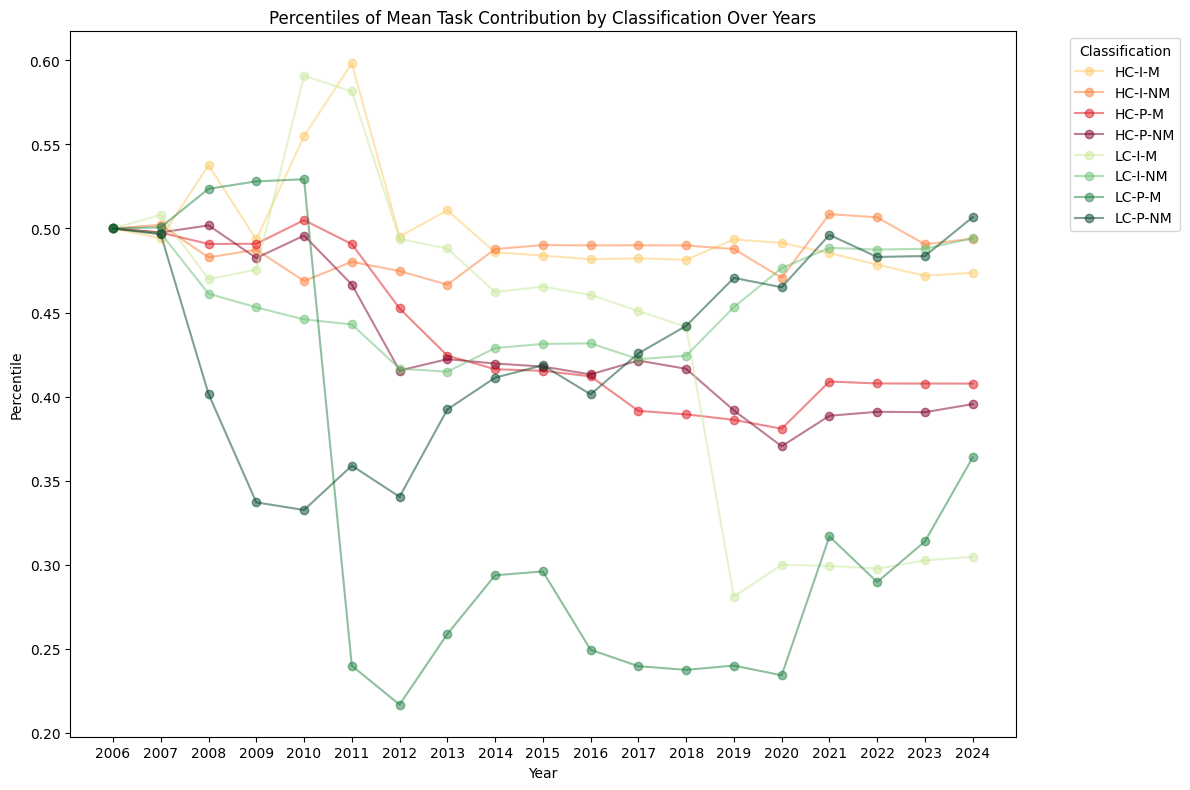 Percentiles of Mean Task Contribution by Classification Over Years
Percentile
0.60
0.55
0.50
0.45
0.40
0.35
0.30
0.25
0.20
2006 2007 2008 2009 2010 2011 2012 2013 2014 2015 2016 2017 2018 2019 2020 2021 2022 2023 2024
Year
Classification
HC-I-M
HC-I-NM
HC-P-M
HC-P-NM
LC-I-M
LC-I-NM
LC-P-M
LC-P-NM